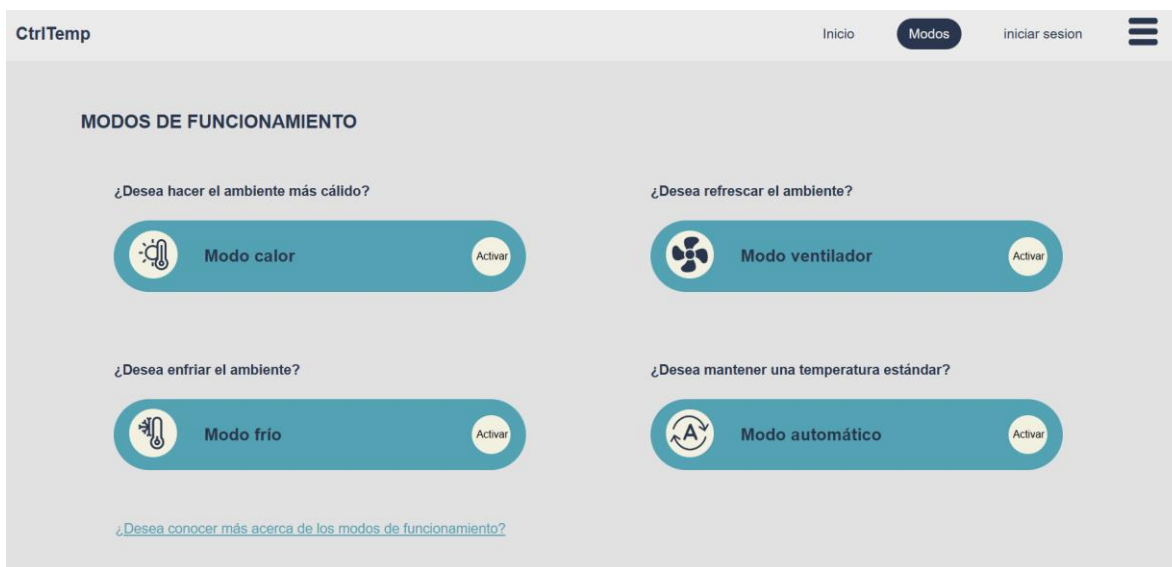 CtrlTemp
Inicio
Modos
iniciar sesion
MODOS DE FUNCIONAMIENTO
¿Desea hacer el ambiente más cálido?
Modo calor
Activar
¿Desea refrescar el ambiente?
Modo ventilador
Activar
¿Desea enfriar el ambiente?
Modo frío
Activar
¿Desea mantener una temperatura estándar?
A
Modo automático
Activar
¿Desea conocer más acerca de los modos de funcionamiento?